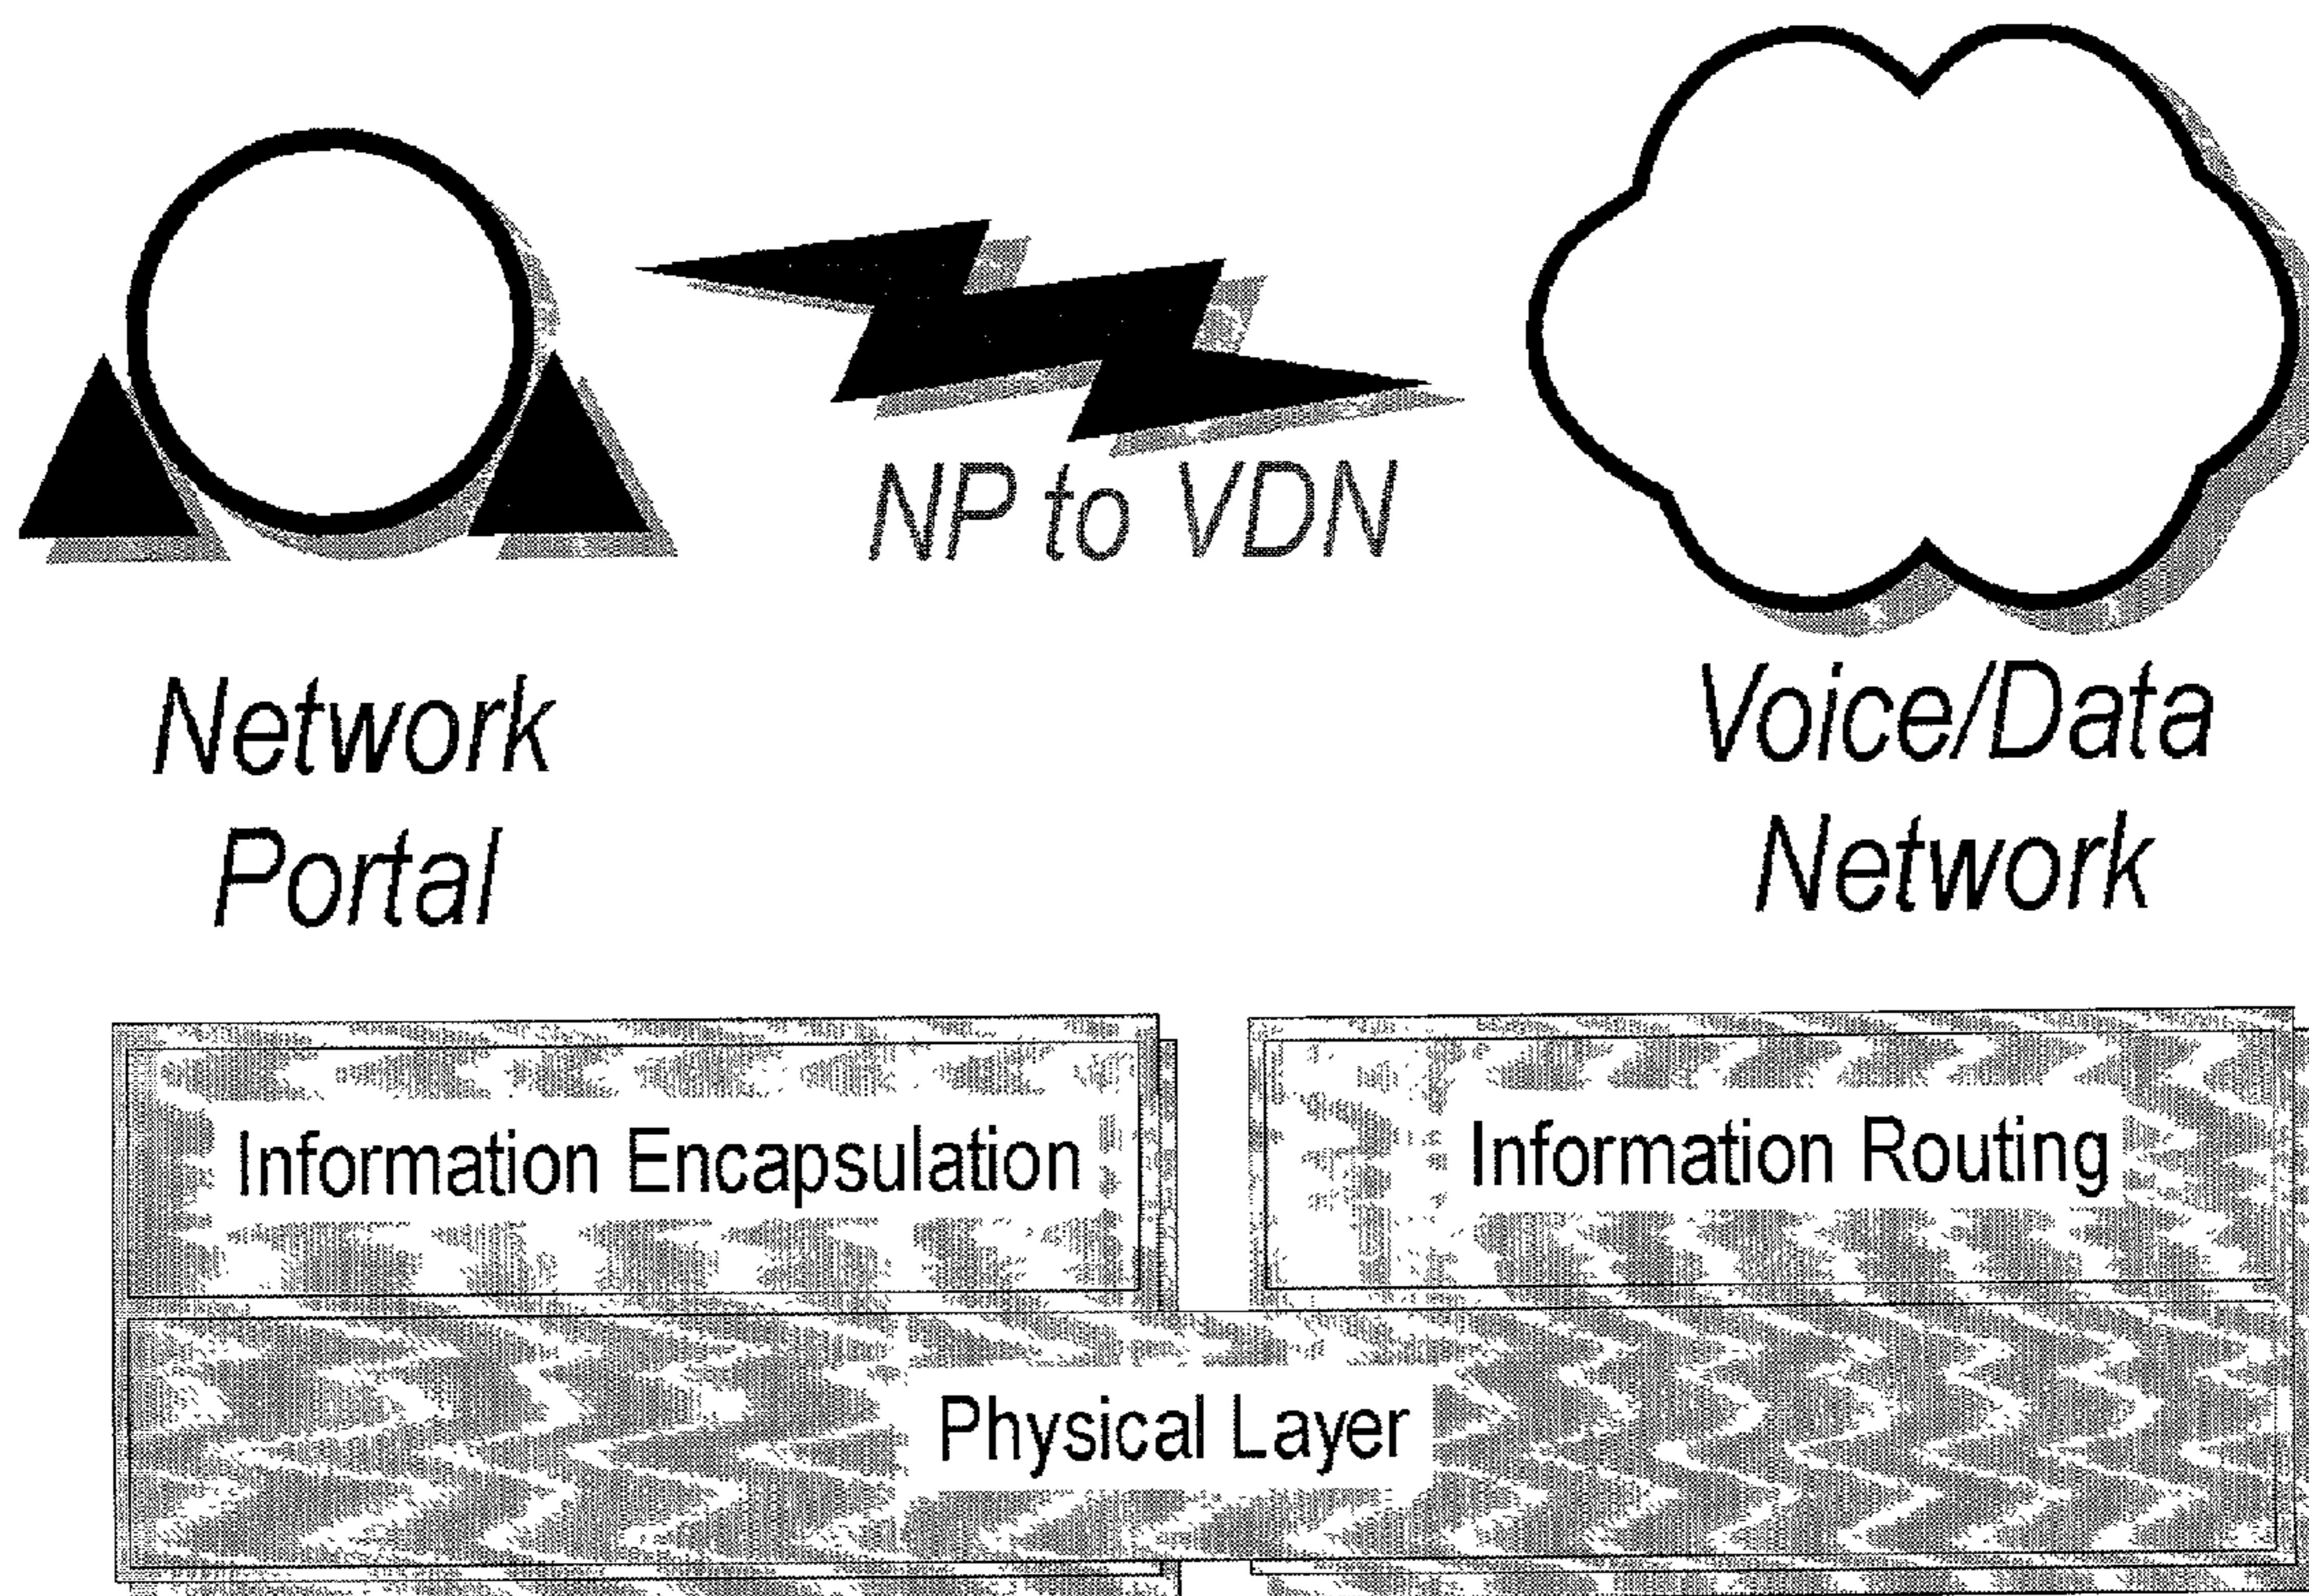 NP to VDN
Network
Portal
Voice/Data
Network
Information Encapsulation
Information Routing
Physical Layer